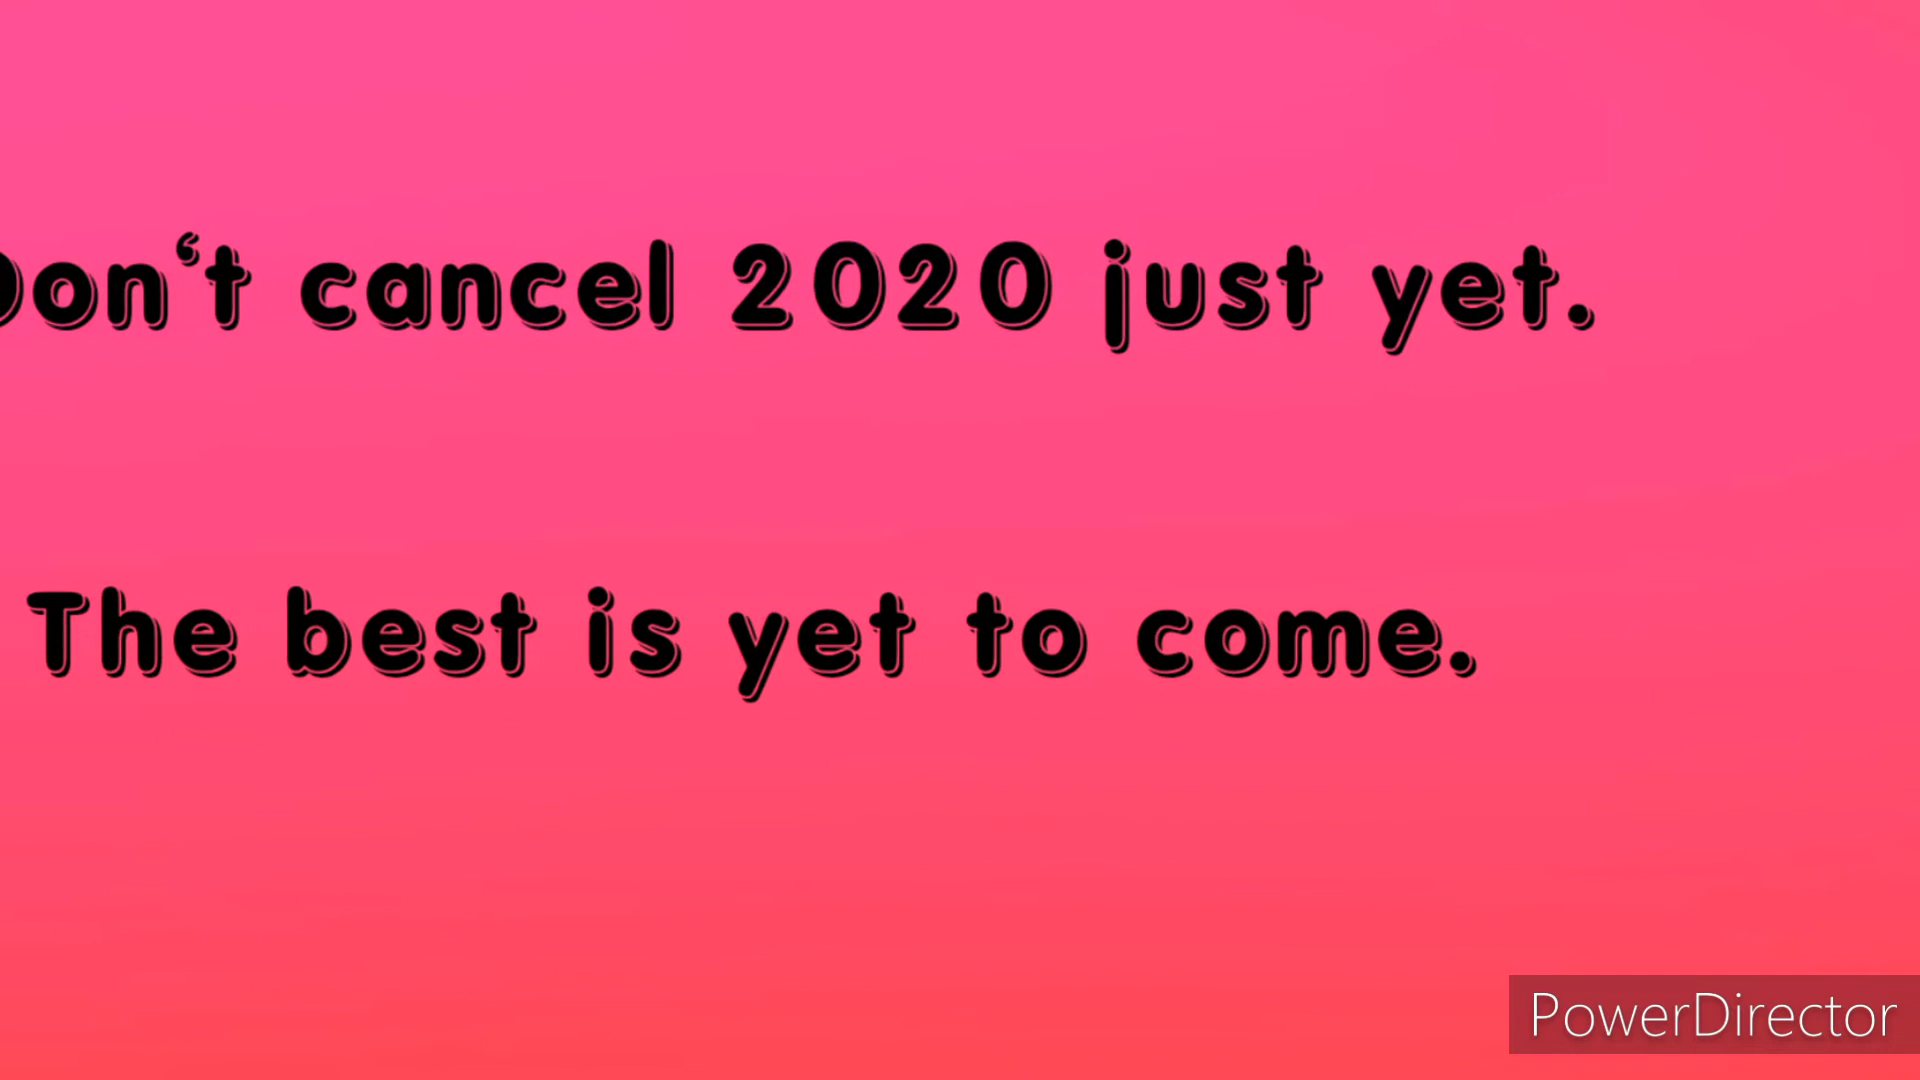 Don‘t cancel 2020 just yet.
The best is yet to come.
PowerDirector